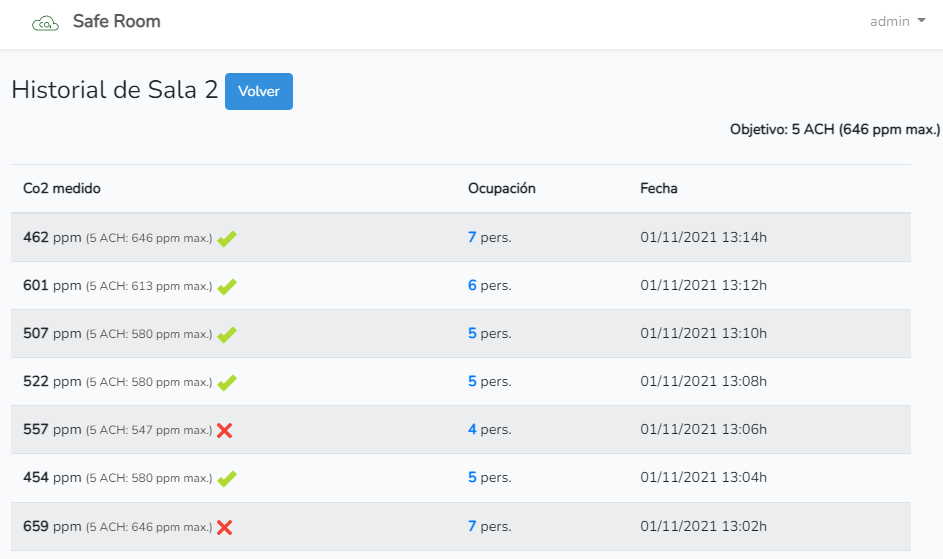 CO₂ Safe Room admin
Historial de Sala 2 Volver
Objetivo: 5 ACH (646 ppm max.)
Co2 medido Ocupación Fecha
462 ppm (5 ACH: 646 ppm max.) 7 pers. 01/11/2021 13:14h
601 ppm (5 ACH: 613 ppm max.) 6 pers. 01/11/2021 13:12h
507 ppm (5 ACH: 580 ppm max.) 5 pers. 01/11/2021 13:10h
522 ppm (5 ACH: 580 ppm max.) 5 pers. 01/11/2021 13:08h
557 ppm (5 ACH: 547 ppm max.) 4 pers. 01/11/2021 13:06h
454 ppm (5 ACH: 580 ppm max.) 5 pers. 01/11/2021 13:04h
659 ppm (5 ACH: 646 ppm max.) 7 pers. 01/11/2021 13:02h